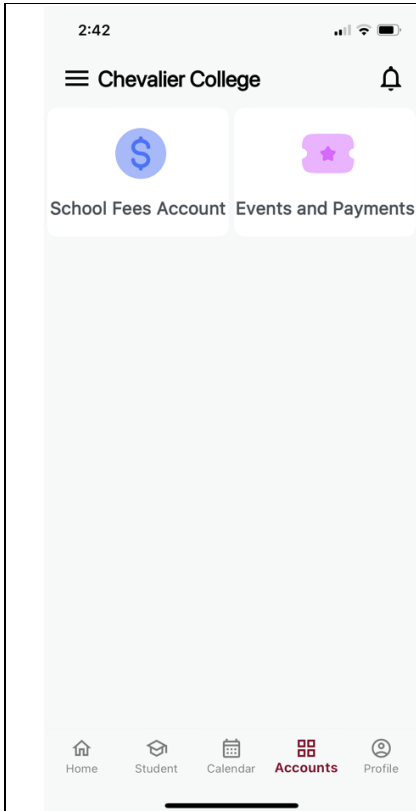 2:42
Chevalier College
School Fees Account Events and Payments
Home Student Calendar Accounts Profile